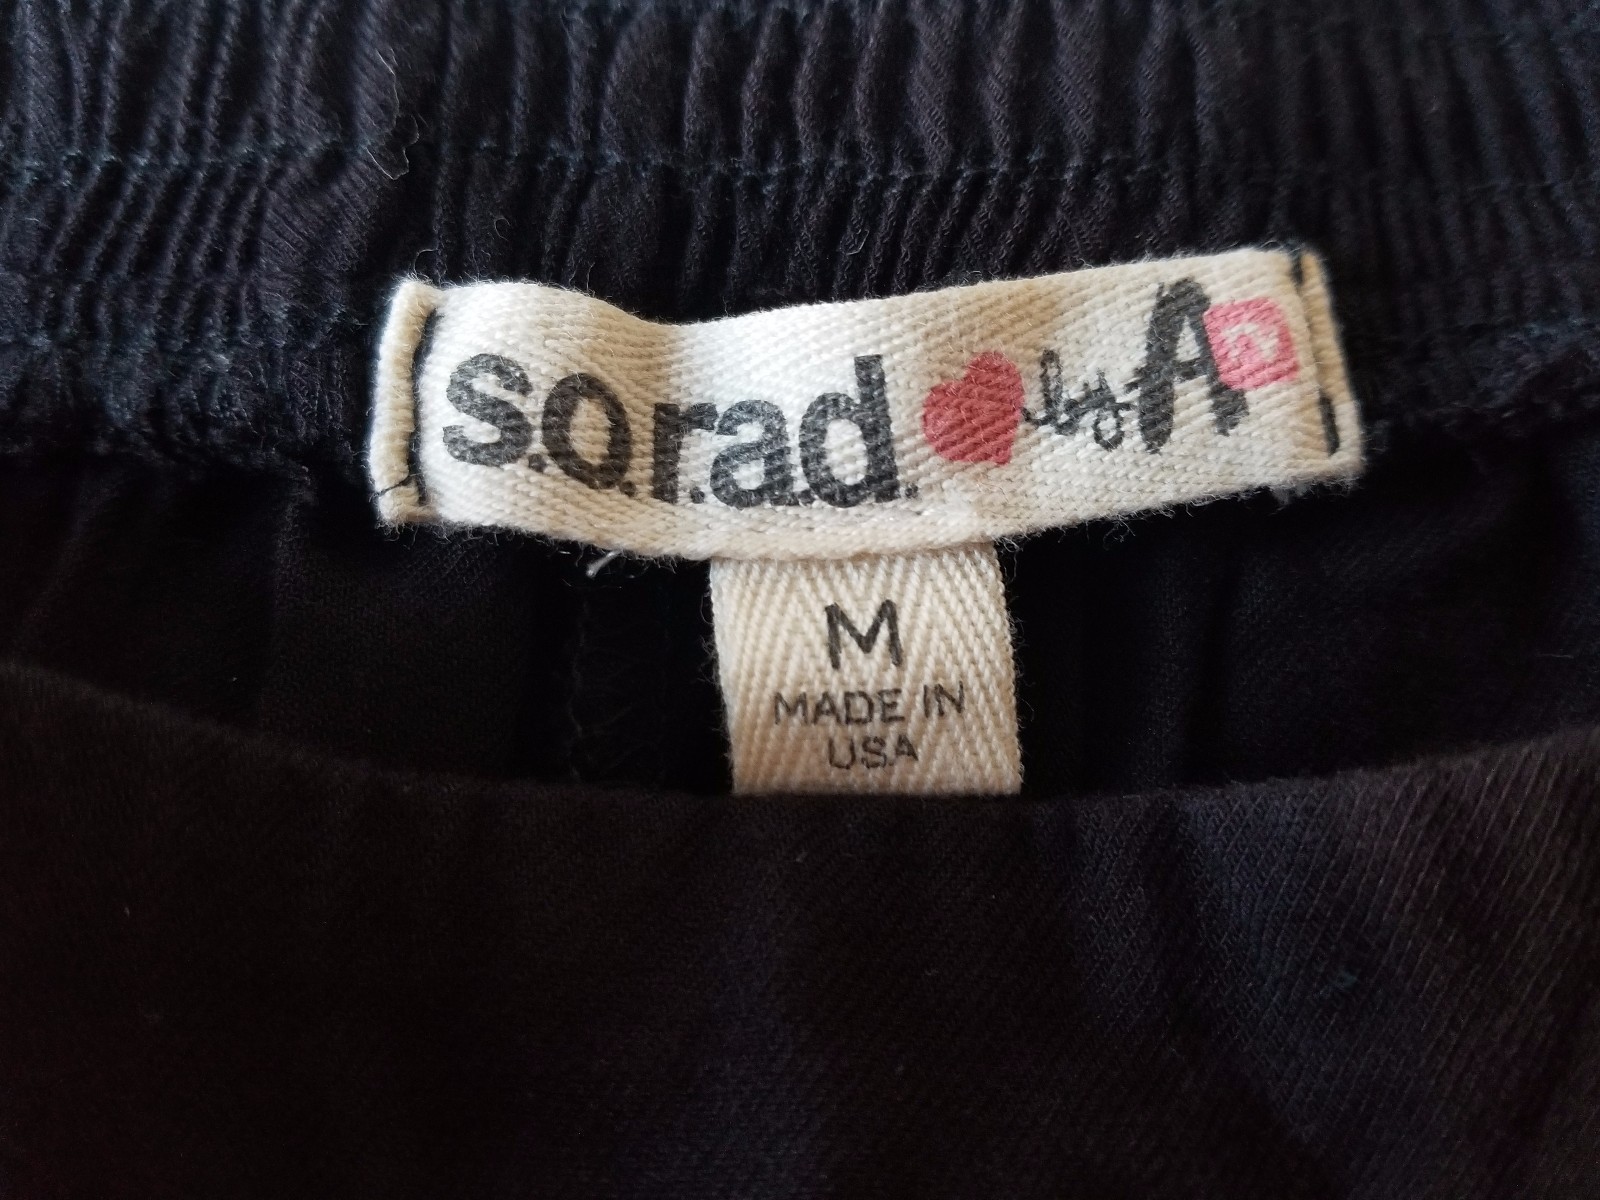 s.o.r.a.d. by A
M
MADE IN
USA